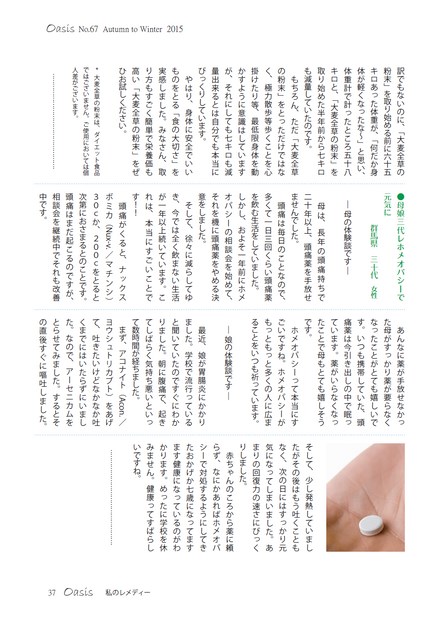 Oasis No.67 Autumn to Winter 2015
訳でもないのに、「大麦全草の
粉末」を取り始める前に六十五
キロあった体重が、「何だか身
体が軽くなったな〜」と思い、
体重計で計ったところ五十八
キロと、「大麦全草の粉末」を
取り始めた半年前から七キロ
も減量していたのです。
もちろん、ただ「大麦全草
の粉末」をとっただけではな
く、極力散歩等歩くことを心
掛けたり等、最低限身体を動
かすように意識はしています
が、それにしても七キロも減
量出来るとは自分でも本当に
びっくりしています。
やはり、身体に安全でいい
ものをとる「食の大切さ」を
実感しました。みなさん、取
り方もすごく簡単で栄養価も
高い「大麦全草の粉末」をぜ
ひお試しください。
* 大麦全草の粉末は、ダイエット食品
ではございません。ご使用においては個
人差がございます。
●母娘三代レホメオパシーで
元気に
群馬県 三十代 女性
―母の体験談です―
母は、長年の頭痛持ちで
二十年以上、頭痛薬を手放せ
ませんでした。
頭痛は毎日のことなので、
多くて一日三回くらい頭痛薬
を飲む生活をしていました。
しかし、およそ一年前にホメ
オパシーの相談会を始めて、
それを機に頭痛薬をやめる決
意をしました。
そして、徐々に減らしてゆ
き、今では全く飲まない生活
が一年以上続いています。こ
れは、本当にすごいことで
す!
頭痛がくると、ナックス
ボミカ（Nux-v.／マチンシ）
30cか、200cをとると
次第におさまるとのことです。
頭痛はまだ起こるのですが、
相談会を継続中でそれも改善
中です。
あんなに薬が手放せなかっ
た母がすっかり薬が要らなく
なったことがとても嬉しいで
す。いつも携帯していた、頭
痛薬は今引き出しの中で眠っ
ています。薬がいらなくなっ
たことで母もとても嬉しそう
です。
ホメオパシーって本当にす
ごいですね。ホメオパシーが
もっともっと多くの人に広ま
ることをいつも祈っています。
―娘の体験談です―
最近、娘が胃腸炎にかかり
ました。学校で流行っている
と聞いていたのですぐにわか
りました。朝に腹痛で、起き
てしばらく気持ち悪いといっ
て数時間が経ちました。
まず、アコナイト（Acon.／
ヨウシュトリカブト）をあげ
て、吐きたいけどなかなか吐
くまでにはいたらずにいまし
た。なので、アーセニカムを
とらせてみました。するとそ
の直後すぐに嘔吐しました。
そして、少し発熱していまし
たがその後はもう吐くことも
なく、次の日にはすっかり元
気になってしまいました。あ
まりの回復力の速さにびっく
りしました。
赤ちゃんのころから薬に頼
らず、なにかあればホメオパ
シーで対処するようにしてき
たおかげか七歳になってます
ます健康になっているのがわ
かります。めったに学校を休
みません。健康ってすばらし
いですね。
37 Oasis 私のレメディー